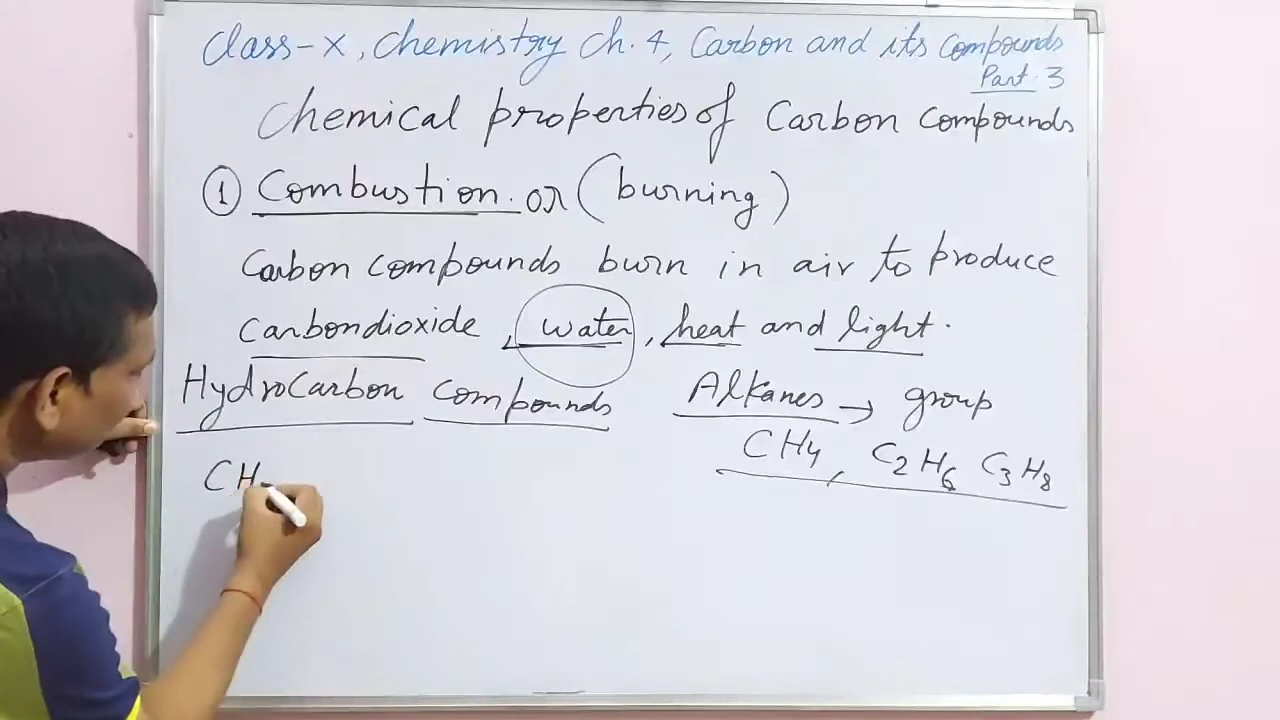 Class-X, Chemistry Ch. 4, Carbon and its Compounds
Part. 3
Chemical properties of Carbon Compounds
① Combustion. or (burning)
Carbon compounds burn in air to produce
Carbondioxide, water, heat and light.
HydroCarbon compounds Alkanes → group
CH4, C2H6 C3H8
CH